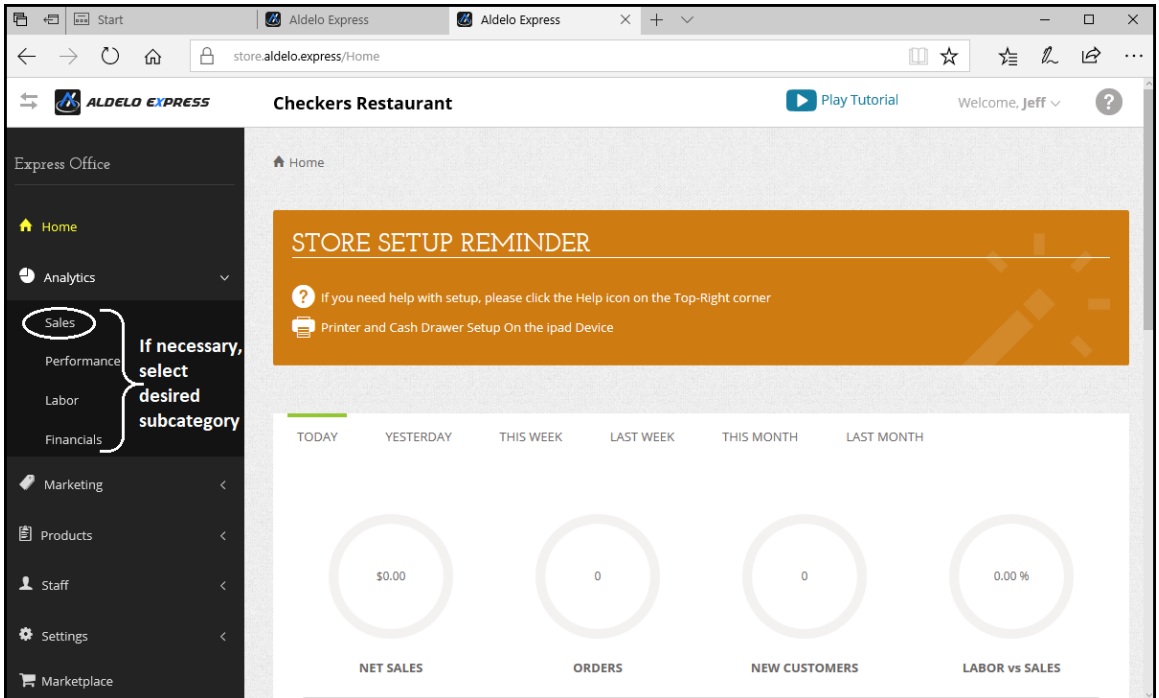 Start
Aldelo Express
Aldelo Express
store.aldelo.express/Home
ALDELO EXPRESS
Checkers Restaurant
Play Tutorial
Welcome, Jeff
?
Express Office
Home
Home
Analytics
Sales
Performance
Labor
Financials
If necessary,
select
desired
subcategory
Marketing
Products
Staff
Settings
Marketplace
STORE SETUP REMINDER
? If you need help with setup, please click the Help icon on the Top-Right corner
Printer and Cash Drawer Setup On the ipad Device
TODAY YESTERDAY THIS WEEK LAST WEEK THIS MONTH LAST MONTH
$0.00 0 0 0.00 %
NET SALES ORDERS NEW CUSTOMERS LABOR vs SALES